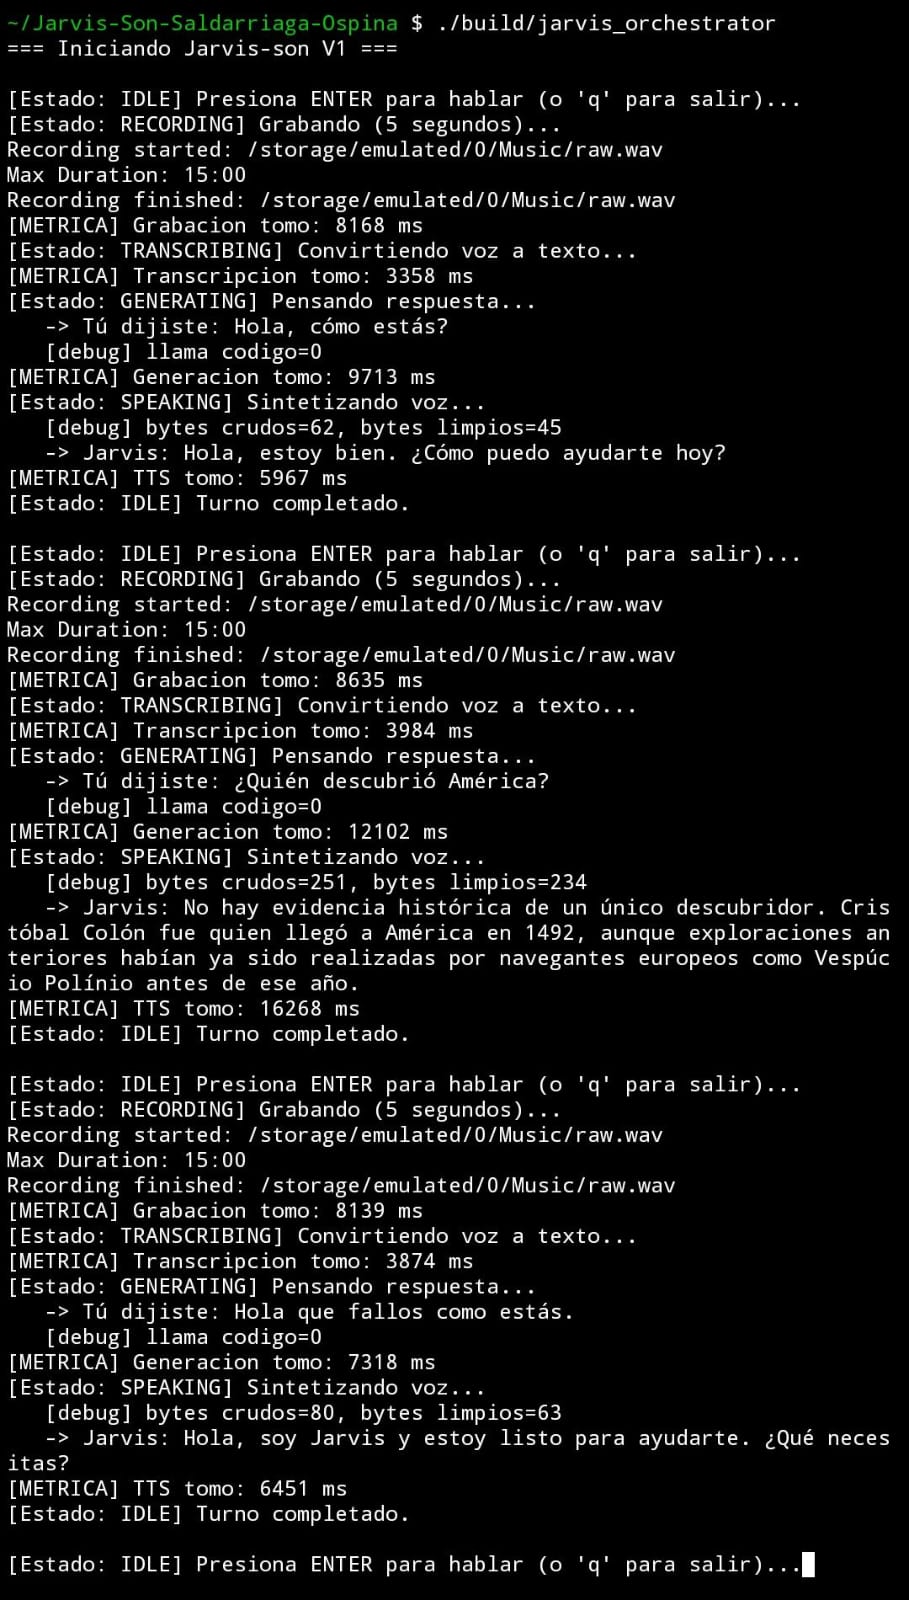 ~/Jarvis-Son-Saldarriaga-Ospina $ ./build/jarvis_orchestrator
=== Iniciando Jarvis-son V1 ===
[Estado: IDLE] Presiona ENTER para hablar (o 'q' para salir)...
[Estado: RECORDING] Grabando (5 segundos)...
Recording started: /storage/emulated/0/Music/raw.wav
Max Duration: 15:00
Recording finished: /storage/emulated/0/Music/raw.wav
[METRICA] Grabacion tomo: 8168 ms
[Estado: TRANSCRIBING] Convirtiendo voz a texto...
[METRICA] Transcripcion tomo: 3358 ms
[Estado: GENERATING] Pensando respuesta...
-> Tú dijiste: Hola, cómo estás?
[debug] llama codigo=0
[METRICA] Generacion tomo: 9713 ms
[Estado: SPEAKING] Sintetizando voz...
[debug] bytes crudos=62, bytes limpios=45
-> Jarvis: Hola, estoy bien. ¿Cómo puedo ayudarte hoy?
[METRICA] TTS tomo: 5967 ms
[Estado: IDLE] Turno completado.
[Estado: IDLE] Presiona ENTER para hablar (o 'q' para salir)...
[Estado: RECORDING] Grabando (5 segundos)...
Recording started: /storage/emulated/0/Music/raw.wav
Max Duration: 15:00
Recording finished: /storage/emulated/0/Music/raw.wav
[METRICA] Grabacion tomo: 8635 ms
[Estado: TRANSCRIBING] Convirtiendo voz a texto...
[METRICA] Transcripcion tomo: 3984 ms
[Estado: GENERATING] Pensando respuesta...
-> Tú dijiste: ¿Quién descubrió América?
[debug] llama codigo=0
[METRICA] Generacion tomo: 12102 ms
[Estado: SPEAKING] Sintetizando voz...
[debug] bytes crudos=251, bytes limpios=234
-> Jarvis: No hay evidencia histórica de un único descubridor. Cris
tóbal Colón fue quien llegó a América en 1492, aunque exploraciones an
teriores habían ya sido realizadas por navegantes europeos como Vespúc
io Polínio antes de ese año.
[METRICA] TTS tomo: 16268 ms
[Estado: IDLE] Turno completado.
[Estado: IDLE] Presiona ENTER para hablar (o 'q' para salir)...
[Estado: RECORDING] Grabando (5 segundos)...
Recording started: /storage/emulated/0/Music/raw.wav
Max Duration: 15:00
Recording finished: /storage/emulated/0/Music/raw.wav
[METRICA] Grabacion tomo: 8139 ms
[Estado: TRANSCRIBING] Convirtiendo voz a texto...
[METRICA] Transcripcion tomo: 3874 ms
[Estado: GENERATING] Pensando respuesta...
-> Tú dijiste: Hola que fallos como estás.
[debug] llama codigo=0
[METRICA] Generacion tomo: 7318 ms
[Estado: SPEAKING] Sintetizando voz...
[debug] bytes crudos=80, bytes limpios=63
-> Jarvis: Hola, soy Jarvis y estoy listo para ayudarte. ¿Qué neces
itas?
[METRICA] TTS tomo: 6451 ms
[Estado: IDLE] Turno completado.
[Estado: IDLE] Presiona ENTER para hablar (o 'q' para salir)...